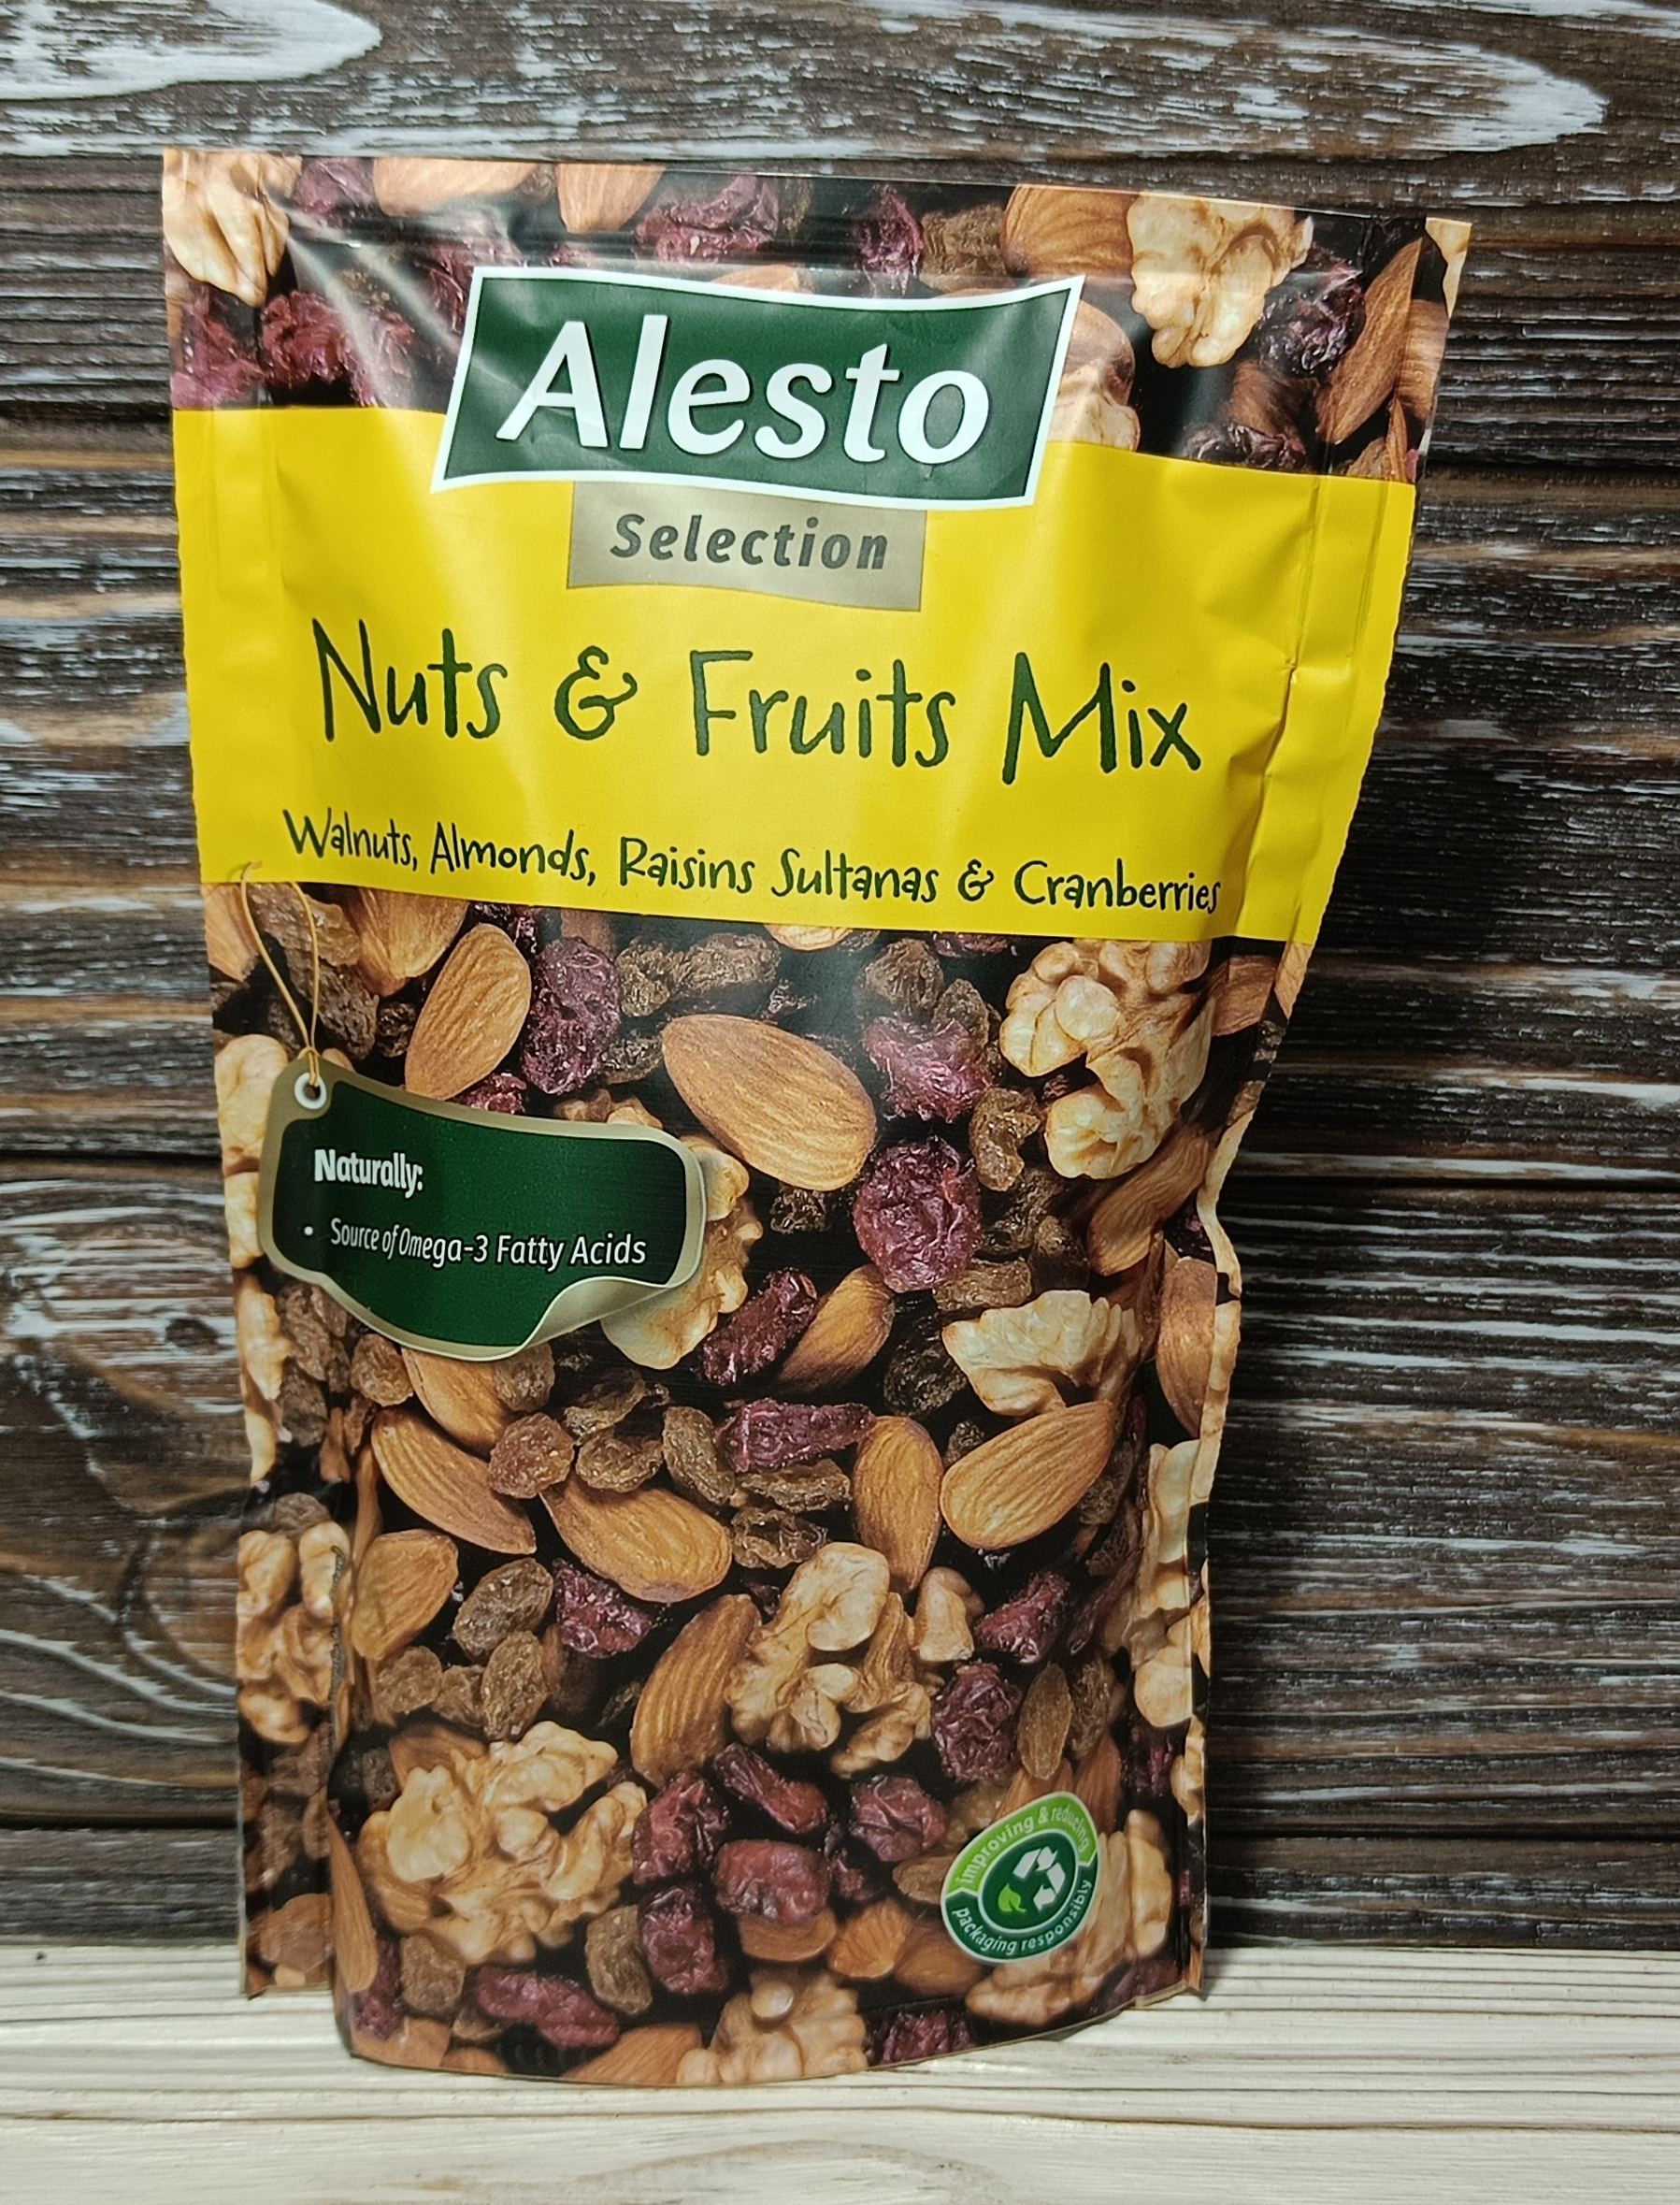 Alesto
Selection
Nuts & Fruits Mix
Walnuts, Almonds, Raisins Sultanas & Cranberries
Naturally:
• Source of Omega-3 Fatty Acids
improving & reducing
packaging responsibly